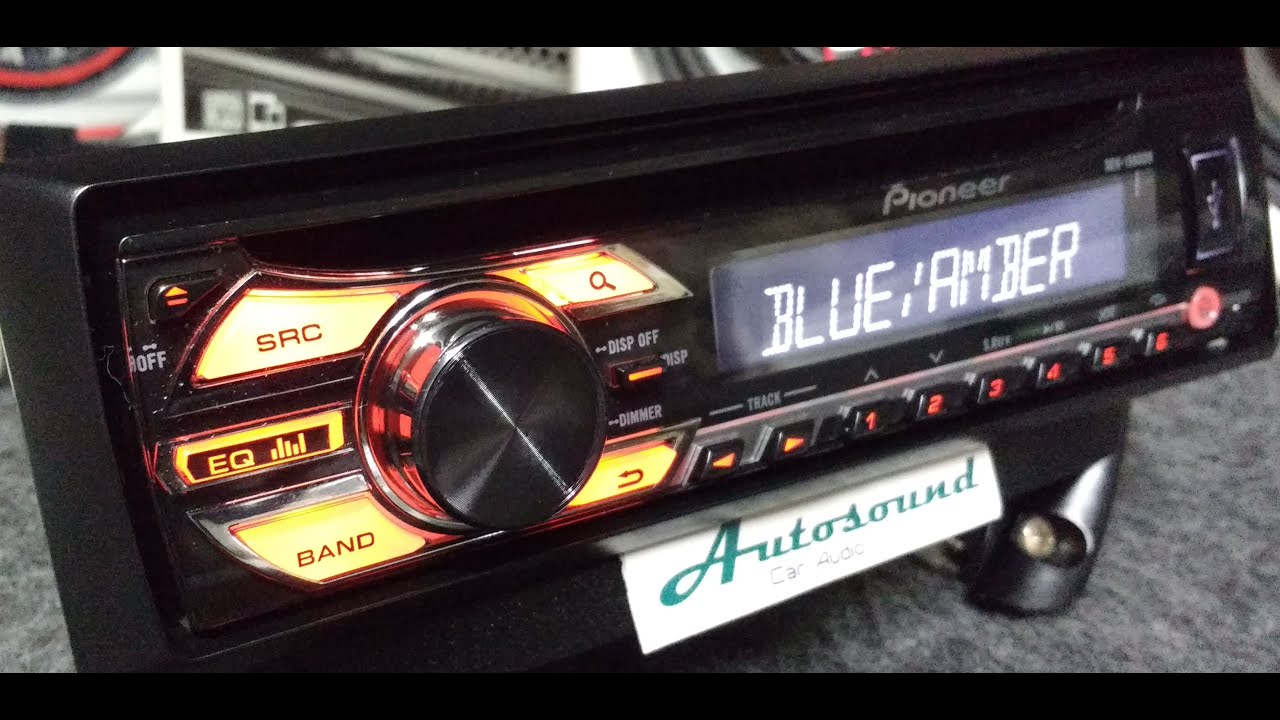 Pioneer
BLUE/AMBER
SRC
OFF
DISP OFF
DISP
DIMMER
TRACK
1 2 3 4 5 6
EQ
BAND
Autosound
Car Audio